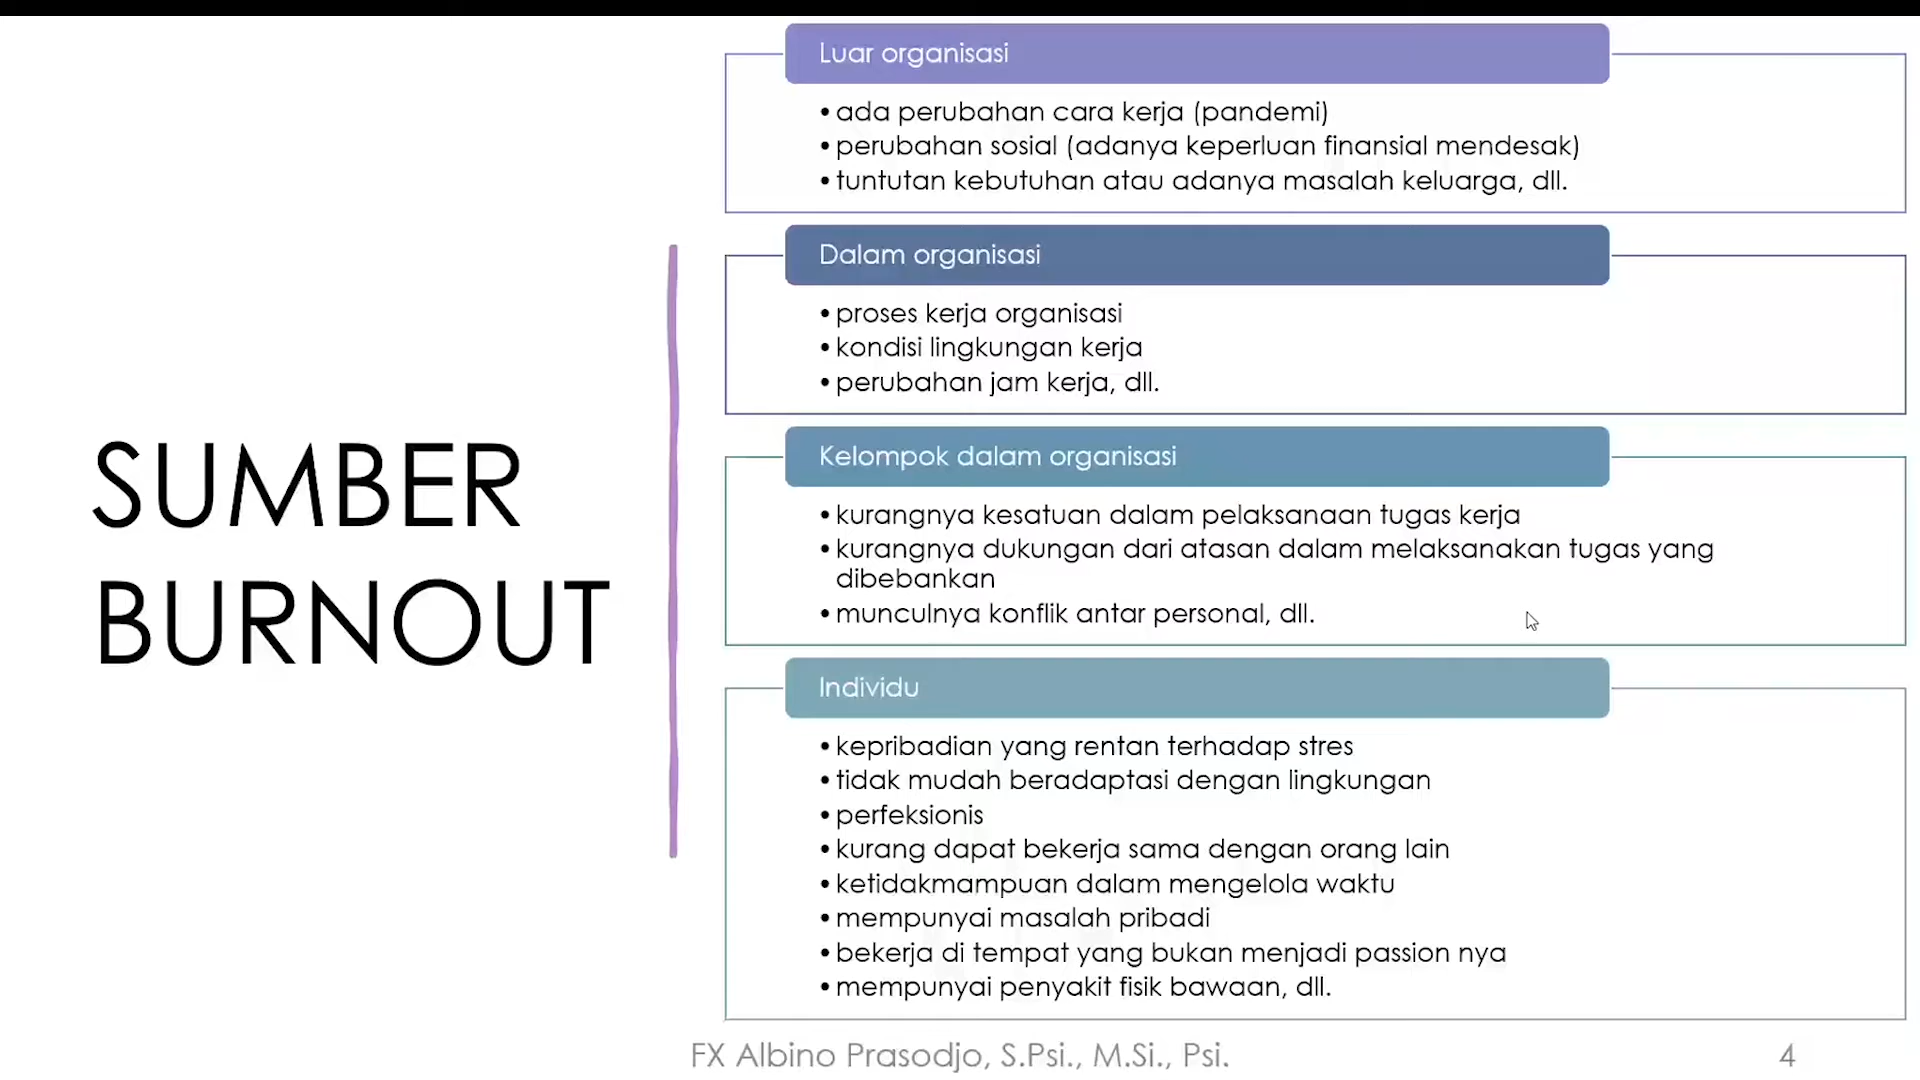 SUMBER
BURNOUT
Luar organisasi
•ada perubahan cara kerja (pandemi)
•perubahan sosial (adanya keperluan finansial mendesak)
•tuntutan kebutuhan atau adanya masalah keluarga, dll.
Dalam organisasi
•proses kerja organisasi
•kondisi lingkungan kerja
•perubahan jam kerja, dll.
Kelompok dalam organisasi
•kurangnya kesatuan dalam pelaksanaan tugas kerja
•kurangnya dukungan dari atasan dalam melaksanakan tugas yang
dibebankan
•munculnya konflik antar personal, dll.
Individu
•kepribadian yang rentan terhadap stres
•tidak mudah beradaptasi dengan lingkungan
•perfeksionis
•kurang dapat bekerja sama dengan orang lain
•ketidakmampuan dalam mengelola waktu
•mempunyai masalah pribadi
•bekerja di tempat yang bukan menjadi passion nya
•mempunyai penyakit fisik bawaan, dll.
FX Albino Prasodjo, S.Psi., M.Si., Psi.
4